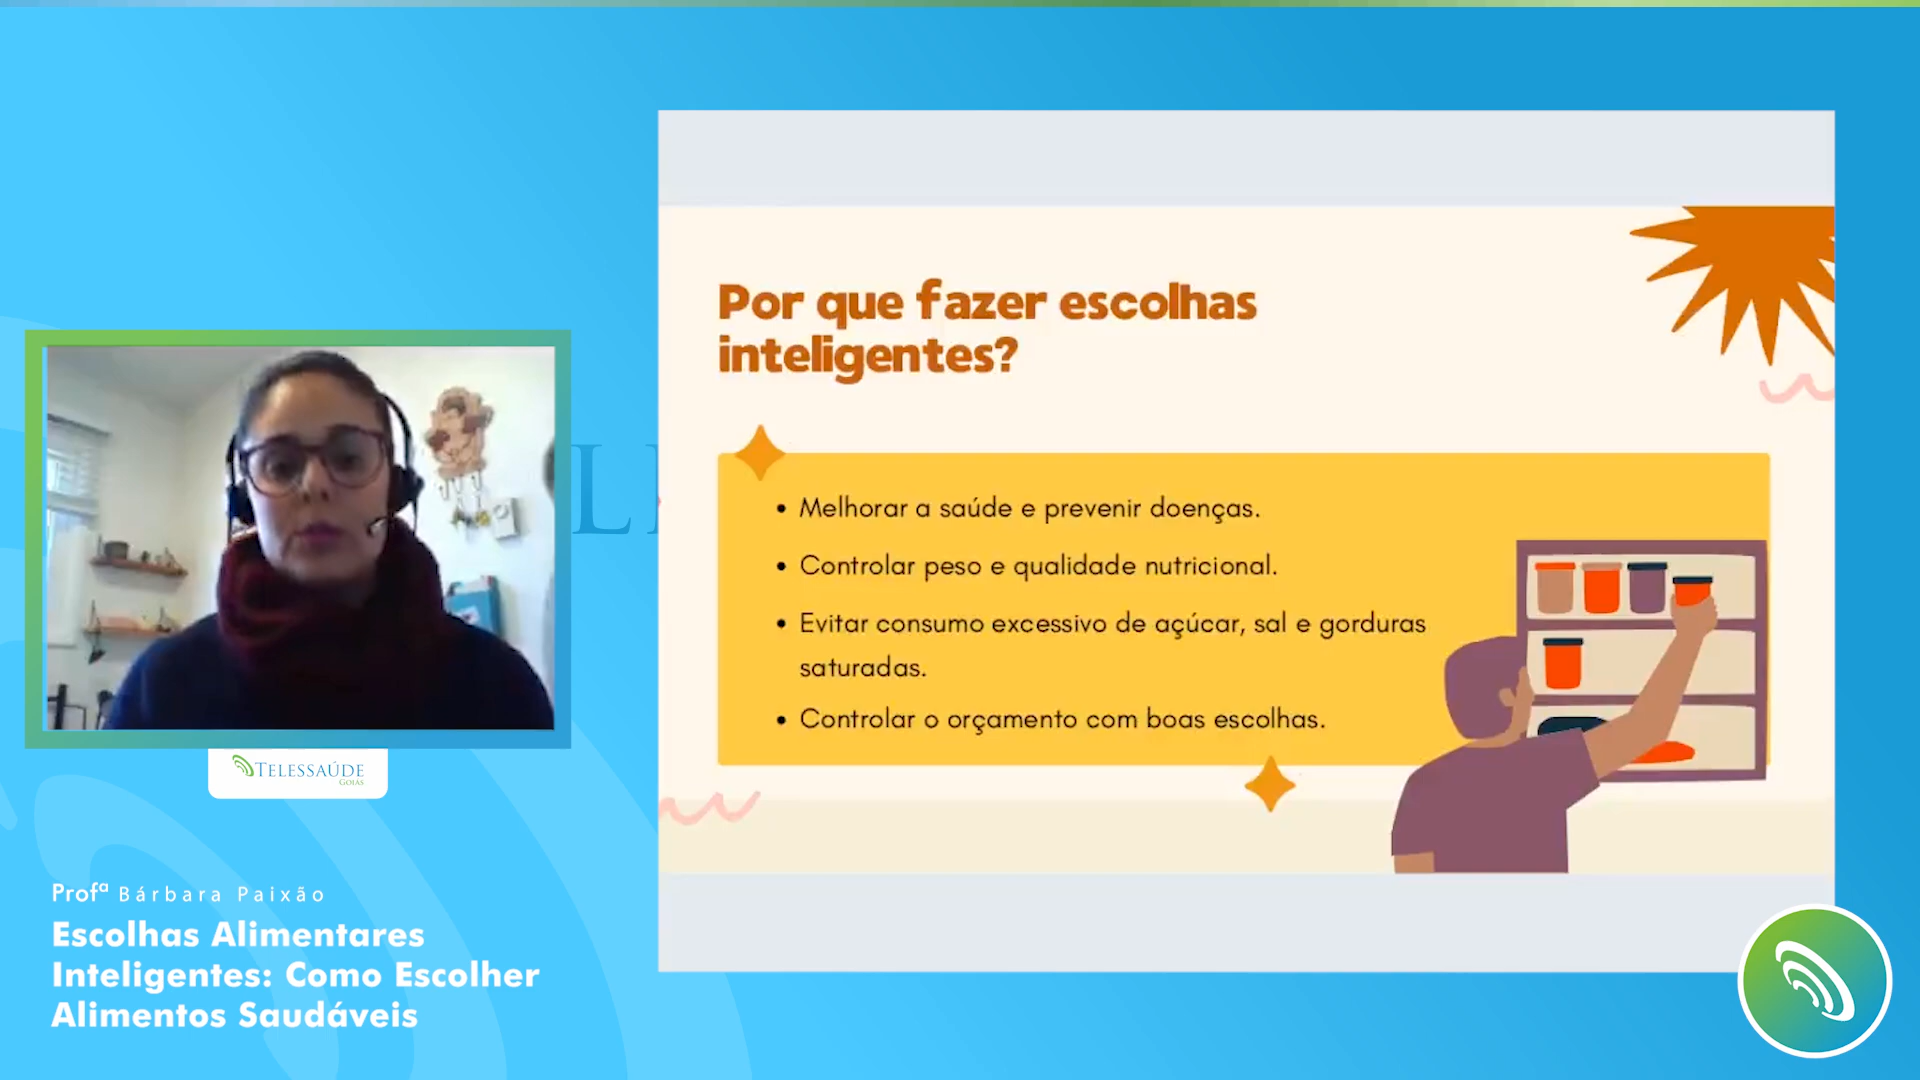 Por que fazer escolhas
inteligentes?
• Melhorar a saúde e prevenir doenças.
• Controlar peso e qualidade nutricional.
• Evitar consumo excessivo de açúcar, sal e gorduras
saturadas.
• Controlar o orçamento com boas escolhas.
TELESSAÚDE
GOIÁS
Profª Bárbara Paixão
Escolhas Alimentares
Inteligentes: Como Escolher
Alimentos Saudáveis